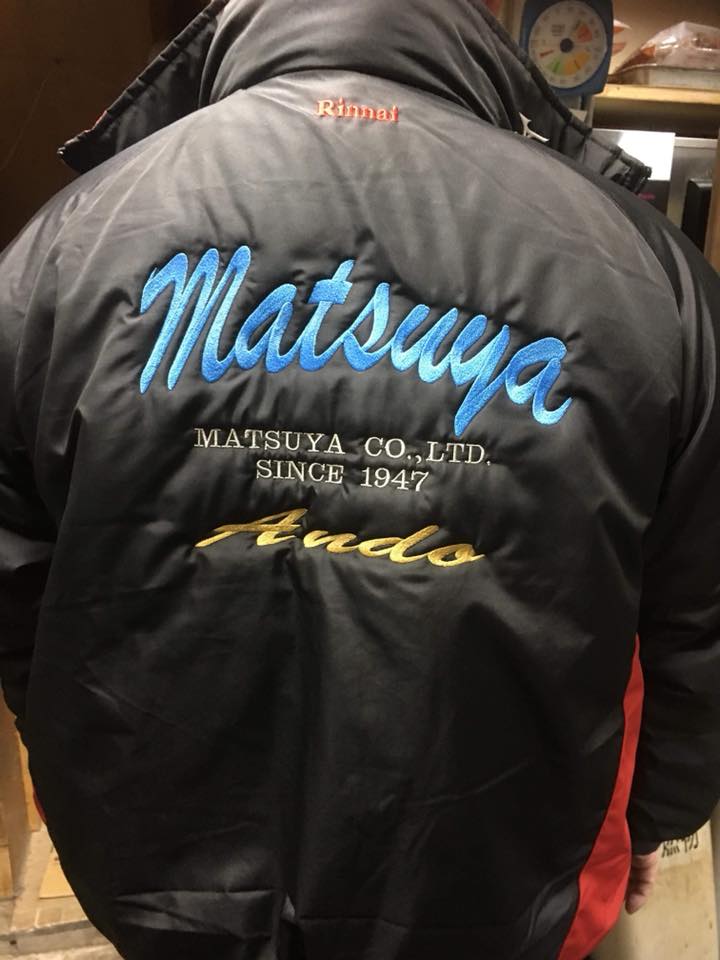 Rinnai
Matsuya
MATSUYA CO.,LTD.
SINCE 1947
Ando